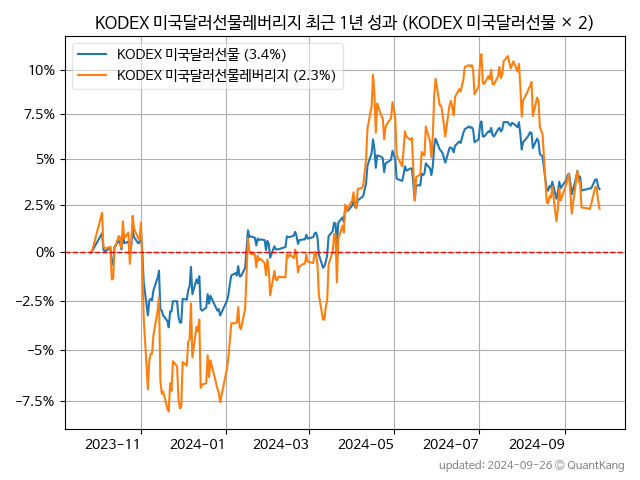 KODEX 미국달러선물레버리지 최근 1년 성과 (KODEX 미국달러선물 × 2)
KODEX 미국달러선물 (3.4%)
KODEX 미국달러선물레버리지 (2.3%)
10%
7.5%
5%
2.5%
0%
−2.5%
−5%
−7.5%
2023-11 2024-01 2024-03 2024-05 2024-07 2024-09
updated: 2024-09-26 © QuantKang